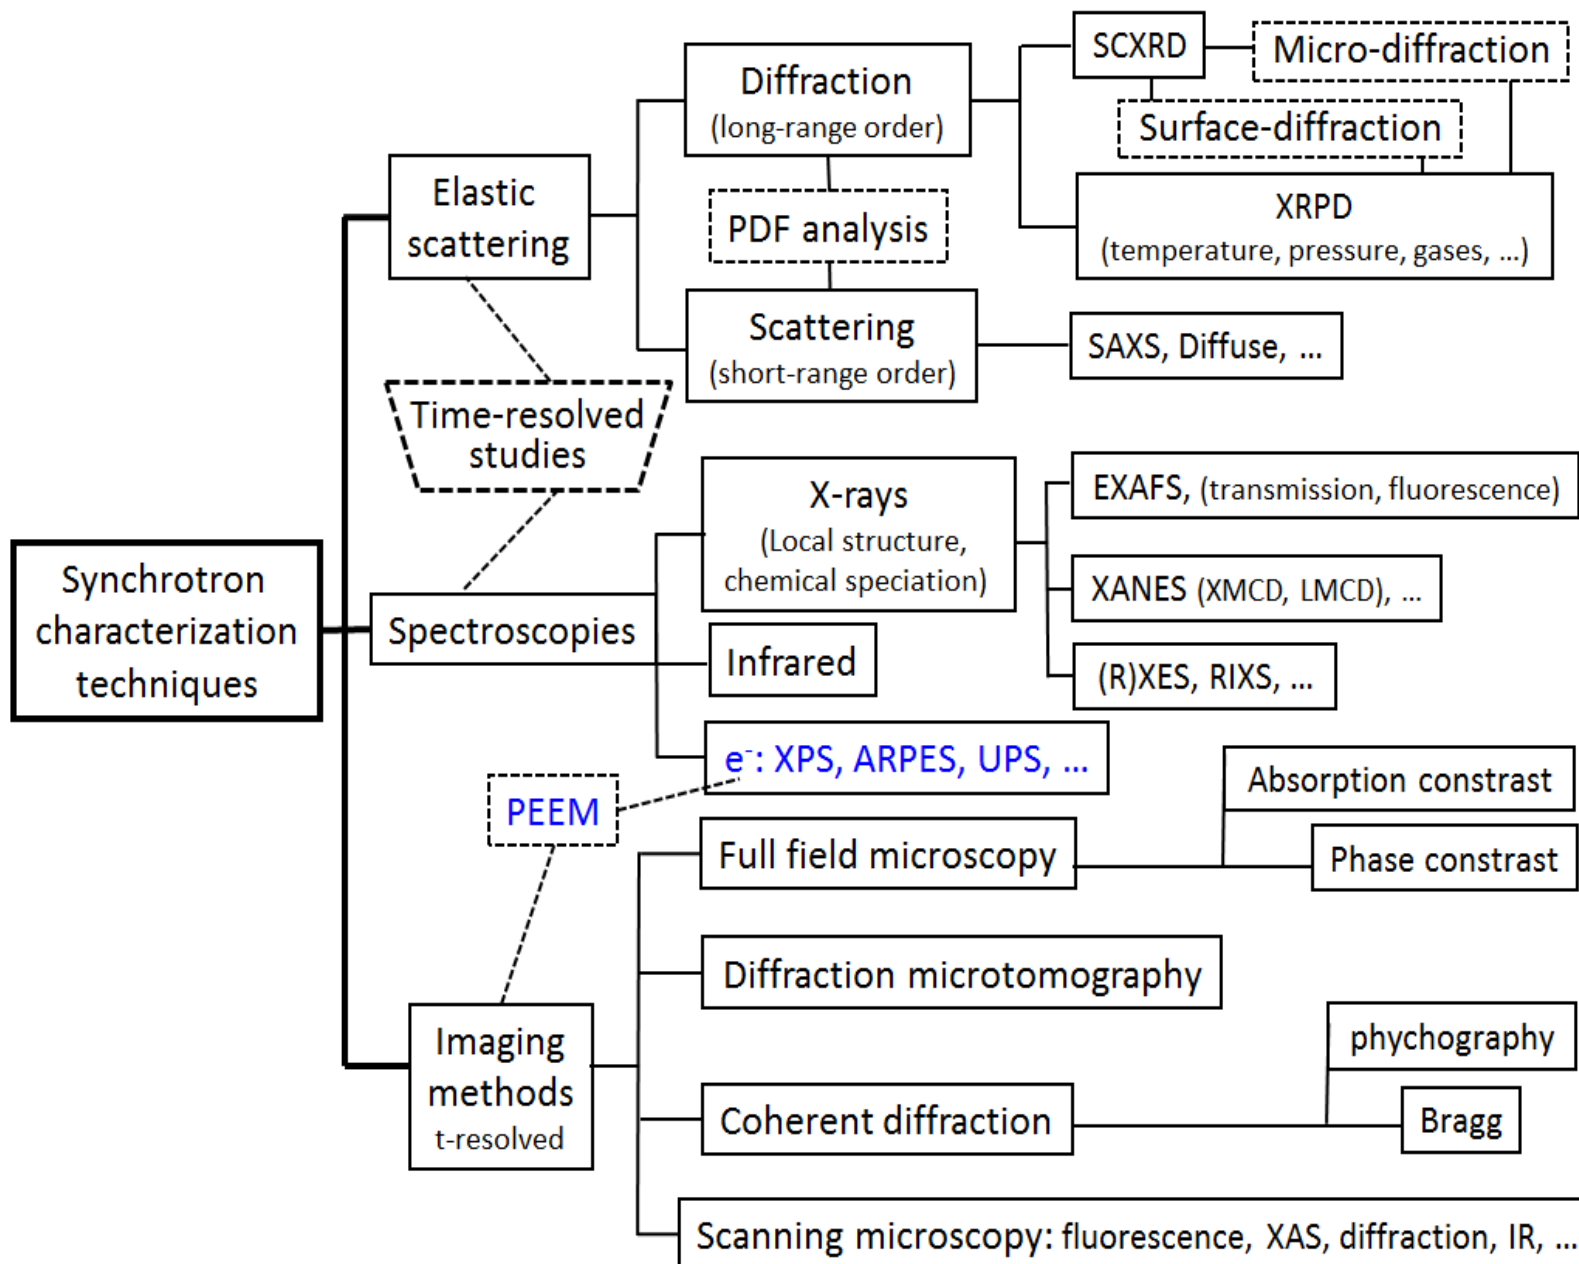 Synchrotron
characterization
techniques
Elastic
scattering
Time-resolved
studies
Spectroscopies
PEEM
Imaging
methods
t-resolved
Diffraction
(long-range order)
PDF analysis
Scattering
(short-range order)
SCXRD
Micro-diffraction
Surface-diffraction
XRPD
(temperature, pressure, gases, ...)
SAXS, Diffuse, ...
X-rays
(Local structure,
chemical speciation)
Infrared
e⁻: XPS, ARPES, UPS, ...
EXAFS, (transmission, fluorescence)
XANES (XMCD, LMCD), ...
(R)XES, RIXS, ...
Full field microscopy
Absorption constrast
Phase constrast
Diffraction microtomography
Coherent diffraction
phychography
Bragg
Scanning microscopy: fluorescence, XAS, diffraction, IR, ...